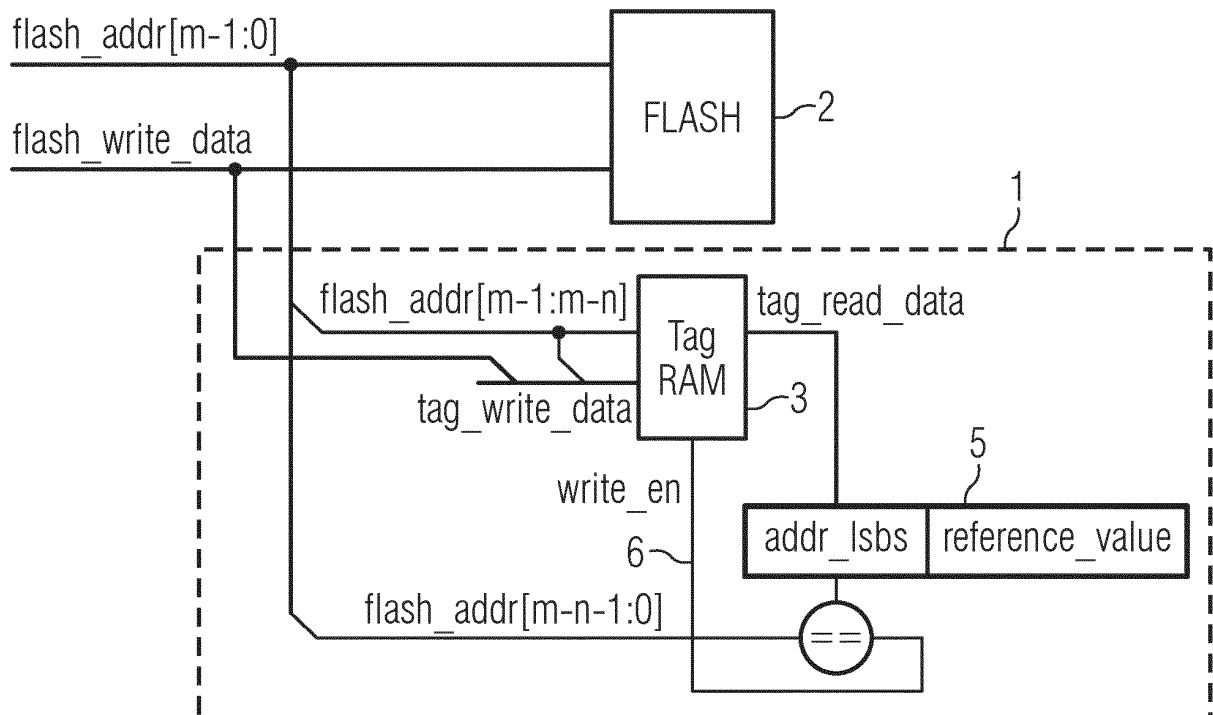 flash_addr[m-1:0]
FLASH
2
flash_write_data
1
flash_addr[m-1:m-n]
Tag
RAM
tag_read_data
3
tag_write_data
write_en
5
addr_lsbs
reference_value
6
flash_addr[m-n-1:0]
==